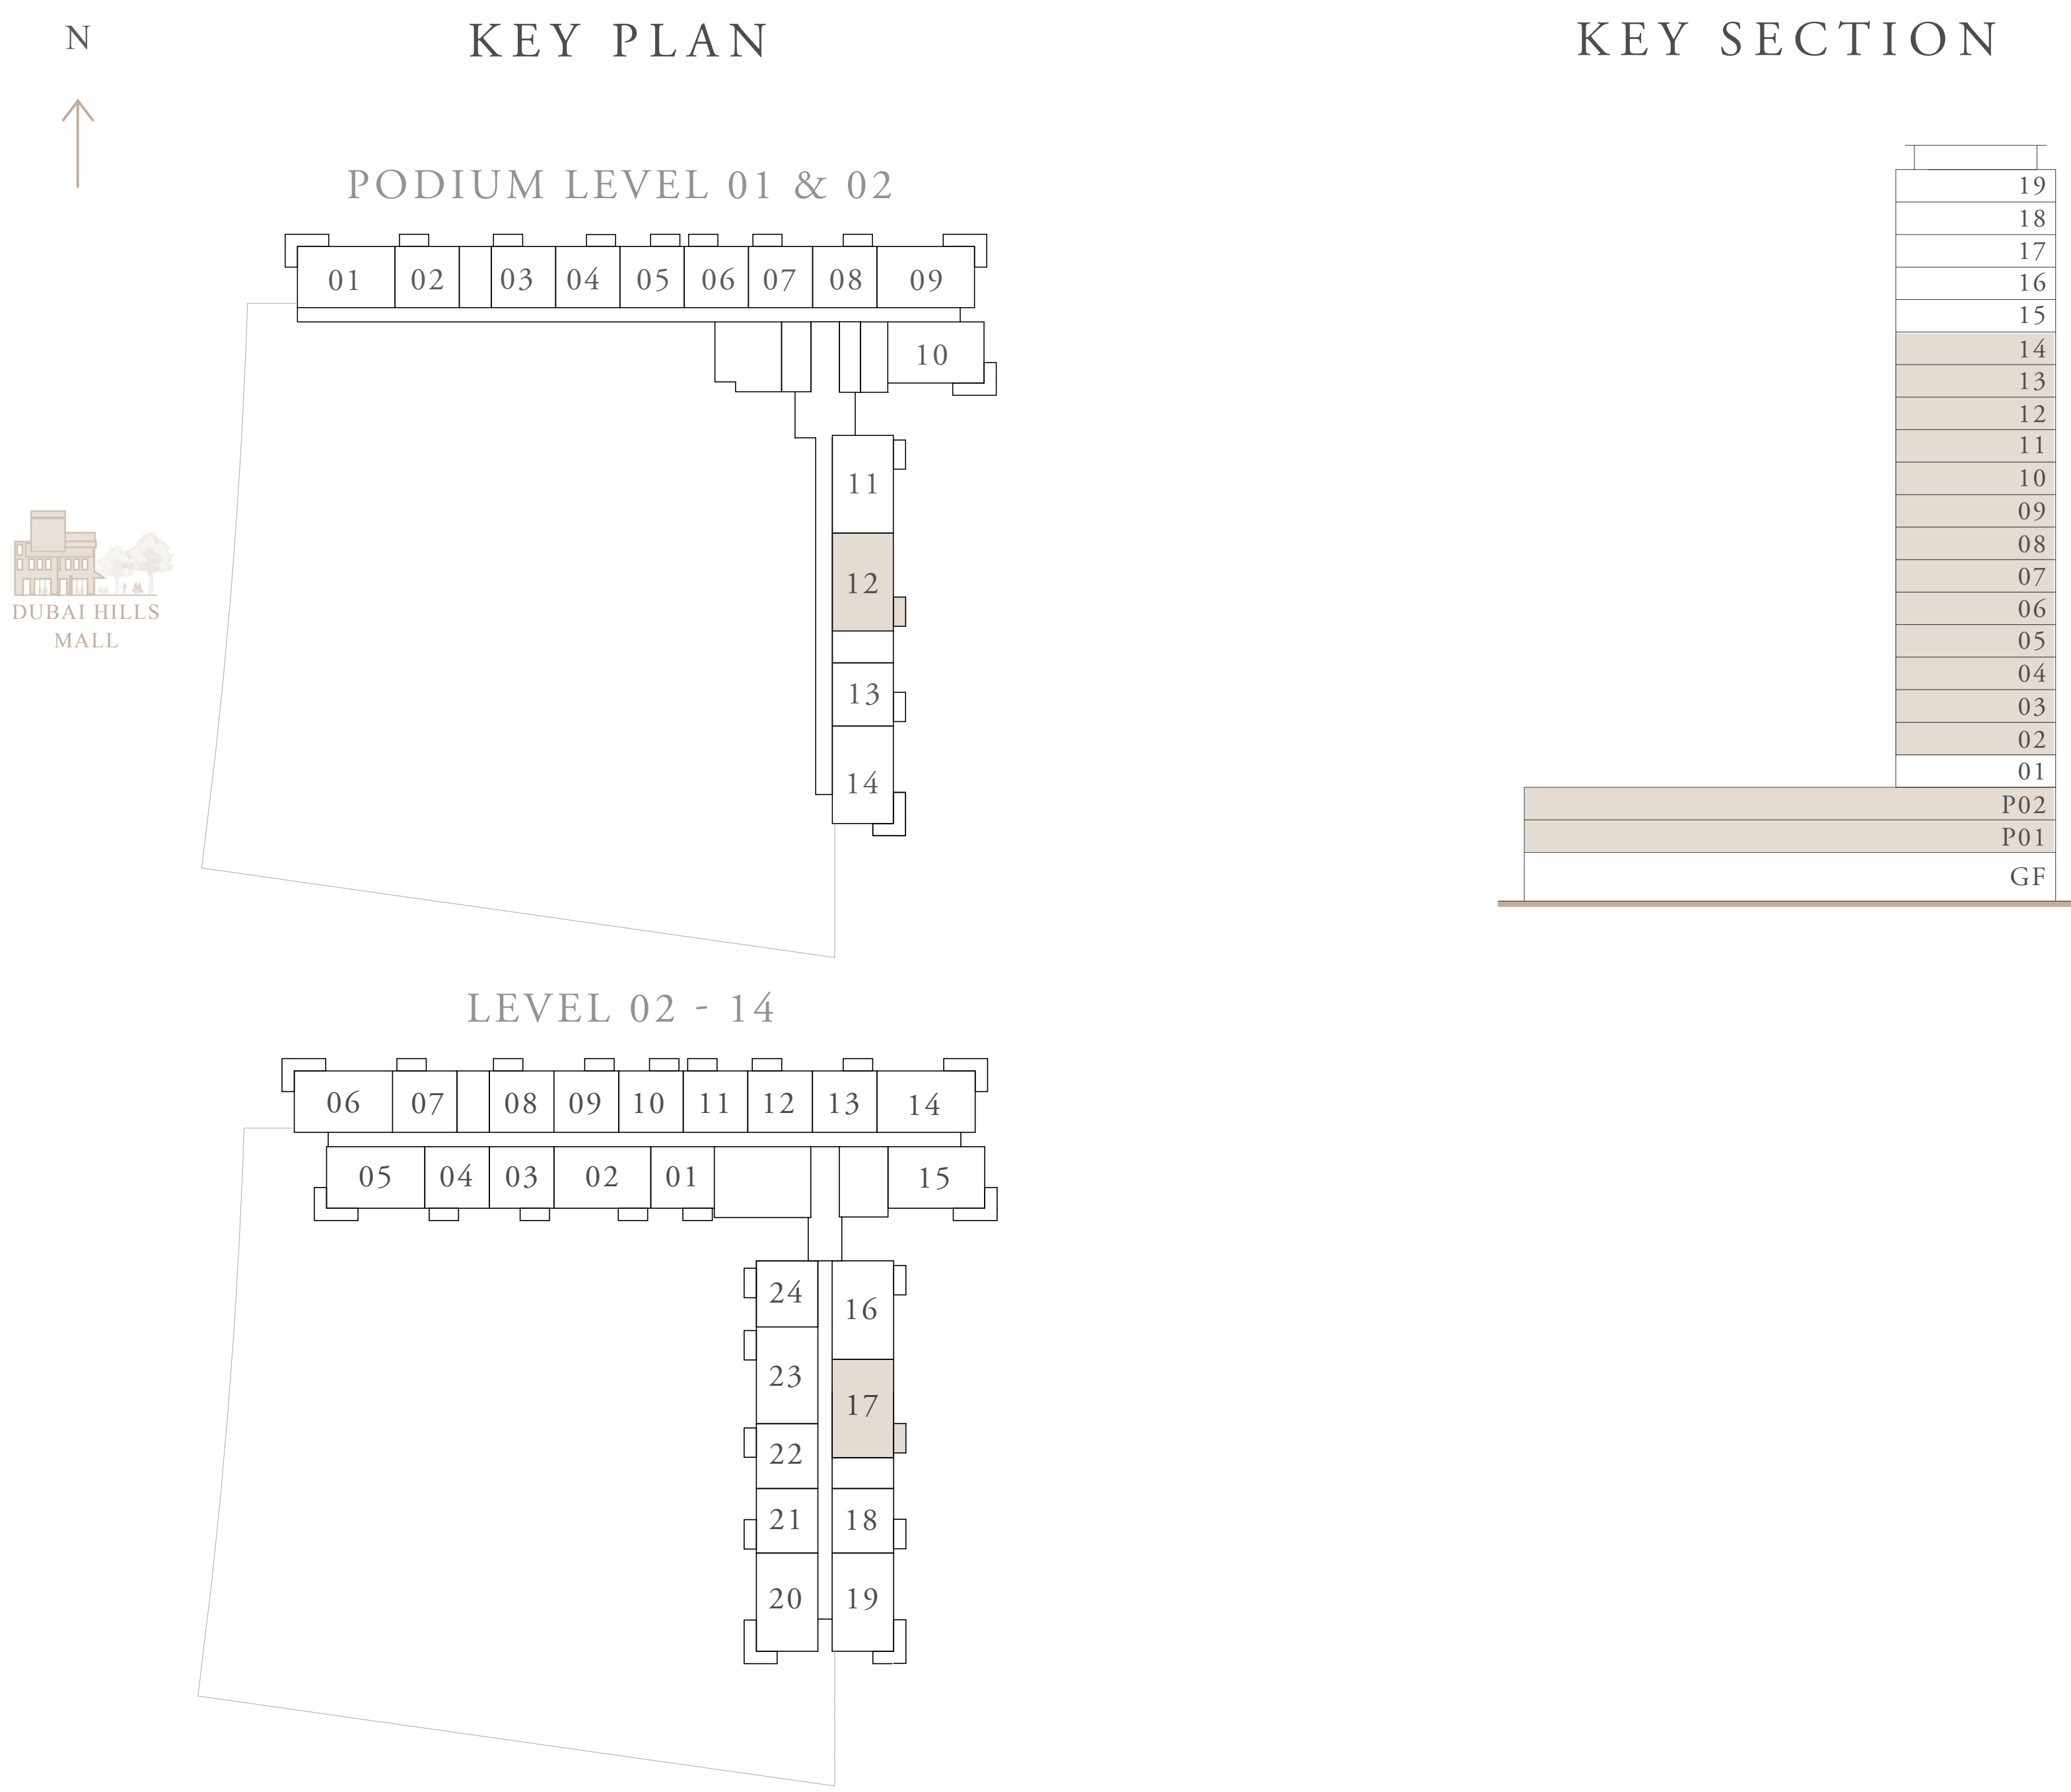 N
KEY PLAN
KEY SECTION
PODIUM LEVEL 01 & 02
01 02 03 04 05 06 07 08 09
10
11
12
13
14
DUBAI HILLS
MALL
19
18
17
16
15
14
13
12
11
10
09
08
07
06
05
04
03
02
01
P02
P01
GF
LEVEL 02 - 14
06 07 08 09 10 11 12 13 14
05 04 03 02 01 15
24 16
23 17
22
21 18
20 19